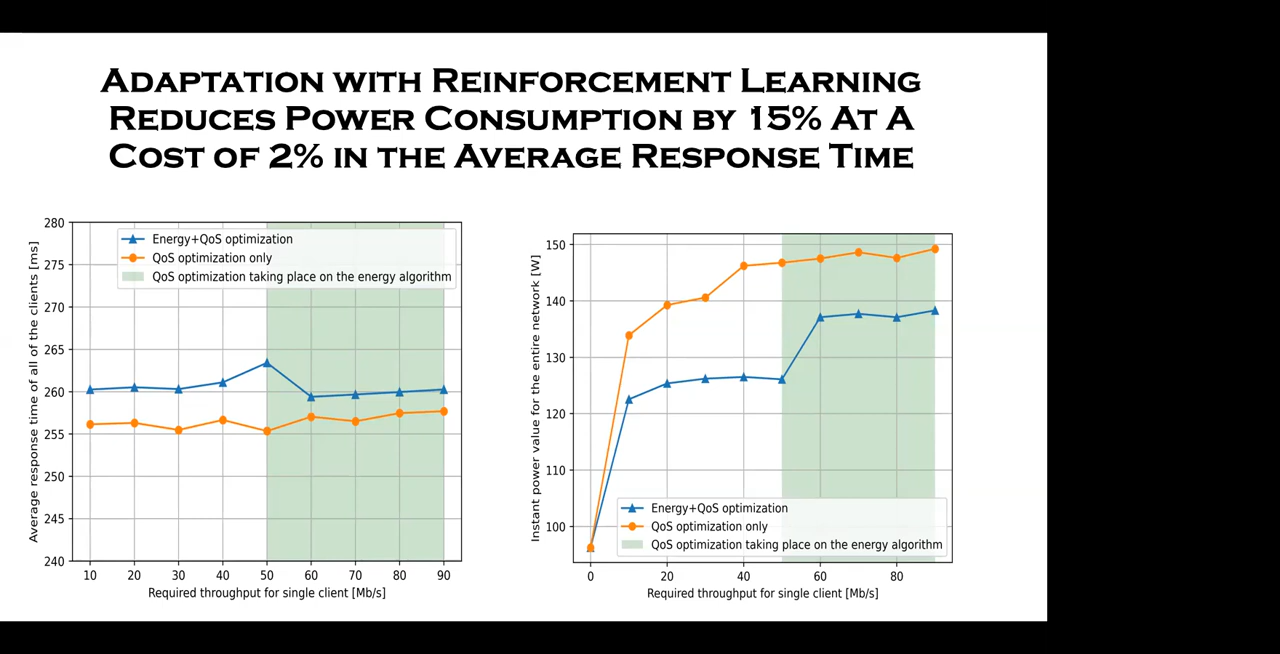 ADAPTATION WITH REINFORCEMENT LEARNING
REDUCES POWER CONSUMPTION BY 15% AT A
COST OF 2% IN THE AVERAGE RESPONSE TIME
Average response time of all of the clients [ms]
280
275
270
265
260
255
250
245
240
Energy+QoS optimization
QoS optimization only
QoS optimization taking place on the energy algorithm
10 20 30 40 50 60 70 80 90
Required throughput for single client [Mb/s]
Instant power value for the entire network [W]
150
140
130
120
110
100
Energy+QoS optimization
QoS optimization only
QoS optimization taking place on the energy algorithm
0 20 40 60 80
Required throughput for single client [Mb/s]